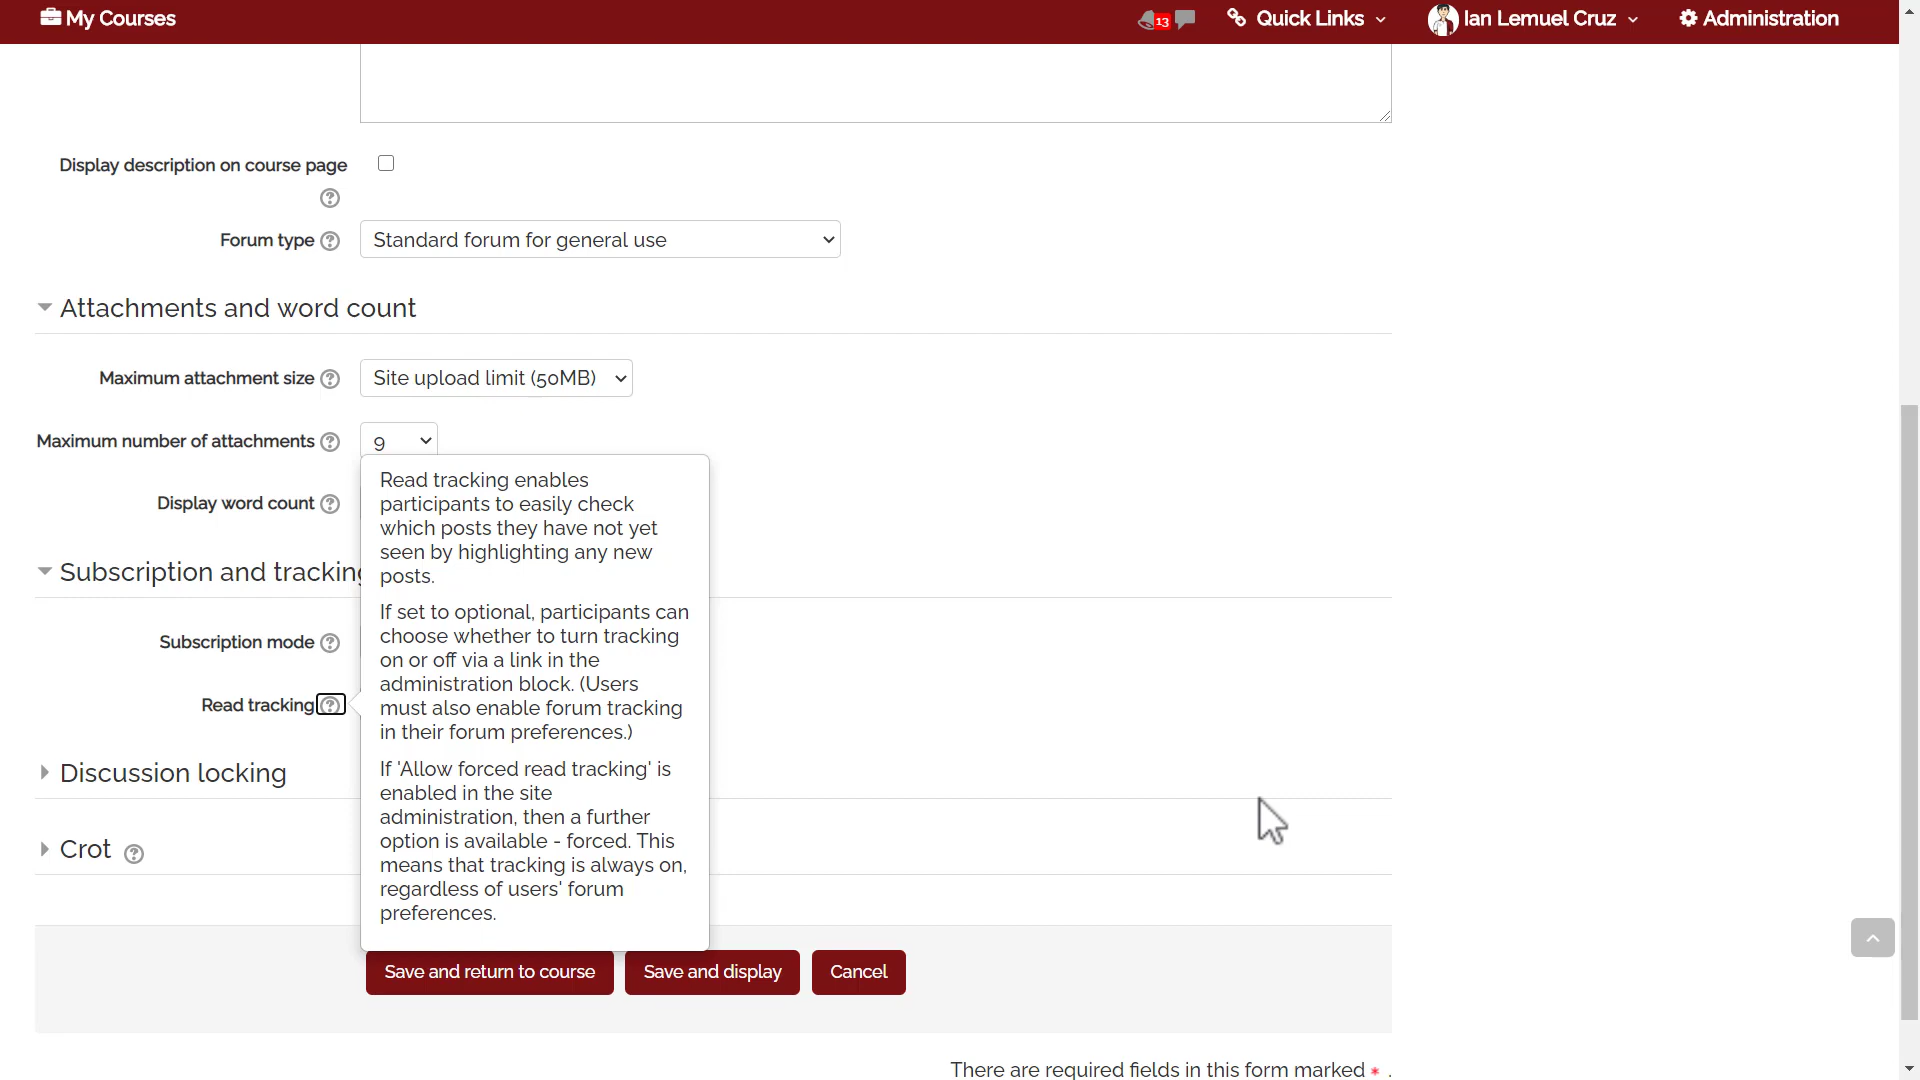 My Courses
13
Quick Links
Ian Lemuel Cruz
Administration
Display description on course page
Forum type
Standard forum for general use
Attachments and word count
Maximum attachment size
Site upload limit (50MB)
Maximum number of attachments
9
Display word count
Subscription and tracking
Subscription mode
Read tracking
Read tracking enables
participants to easily check
which posts they have not yet
seen by highlighting any new
posts.
If set to optional, participants can
choose whether to turn tracking
on or off via a link in the
administration block. (Users
must also enable forum tracking
in their forum preferences.)
If 'Allow forced read tracking' is
enabled in the site
administration, then a further
option is available - forced. This
means that tracking is always on,
regardless of users' forum
preferences.
Discussion locking
Crot
Save and return to course
Save and display
Cancel
There are required fields in this form marked * .